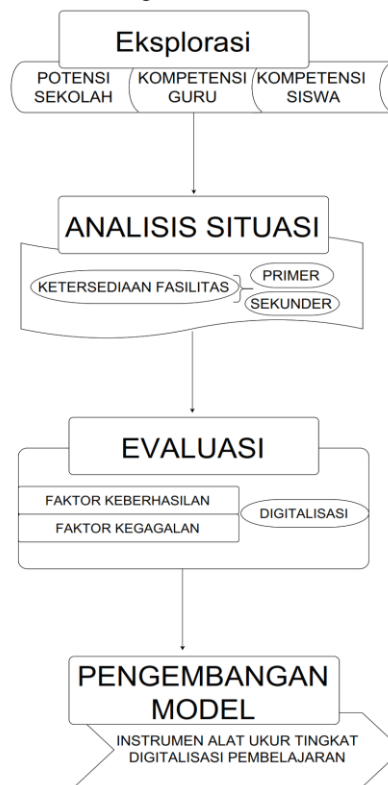 Eksplorasi
POTENSI SEKOLAH
KOMPETENSI GURU
KOMPETENSI SISWA
ANALISIS SITUASI
KETERSEDIAAN FASILITAS
PRIMER
SEKUNDER
EVALUASI
FAKTOR KEBERHASILAN
FAKTOR KEGAGALAN
DIGITALISASI
PENGEMBANGAN
MODEL
INSTRUMEN ALAT UKUR TINGKAT
DIGITALISASI PEMBELAJARAN